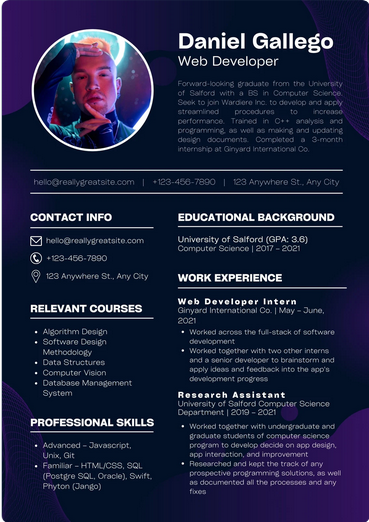 Daniel Gallego
Web Developer
Forward-looking graduate from the University
of Salford with a BS in Computer Science.
Seek to join Wardiere Inc. to develop and apply
streamlined procedures to increase
performance. Trained in C++ analysis and
programming, as well as making and updating
design documents. Completed a 3-month
internship at Ginyard International Co.
hello@reallygreatsite.com | +123-456-7890 | 123 Anywhere St., Any City
CONTACT INFO
hello@reallygreatsite.com
+123-456-7890
123 Anywhere St., Any City
RELEVANT COURSES
Algorithm Design
Software Design
Methodology
Data Structures
Computer Vision
Database Management
System
PROFESSIONAL SKILLS
Advanced – Javascript,
Unix, Git
Familiar – HTML/CSS, SQL
(Postgre SQL, Oracle), Swift,
Phyton (Jango)
EDUCATIONAL BACKGROUND
University of Salford (GPA: 3.6)
Computer Science | 2017 – 2021
WORK EXPERIENCE
Web Developer Intern
Ginyard International Co. | May – June,
2021
Worked across the full-stack of software
development
Worked together with two other interns
and a senior developer to brainstorm and
apply ideas and feedback into the app's
development progress
Research Assistant
University of Salford Computer Science
Department | 2019 – 2021
Worked together with undergraduate and
graduate students of computer science
program to develop decide on app design,
app interaction, and improvement
Researched and kept the track of any
prospective programming solutions, as well
as documented all the processes and any
fixes